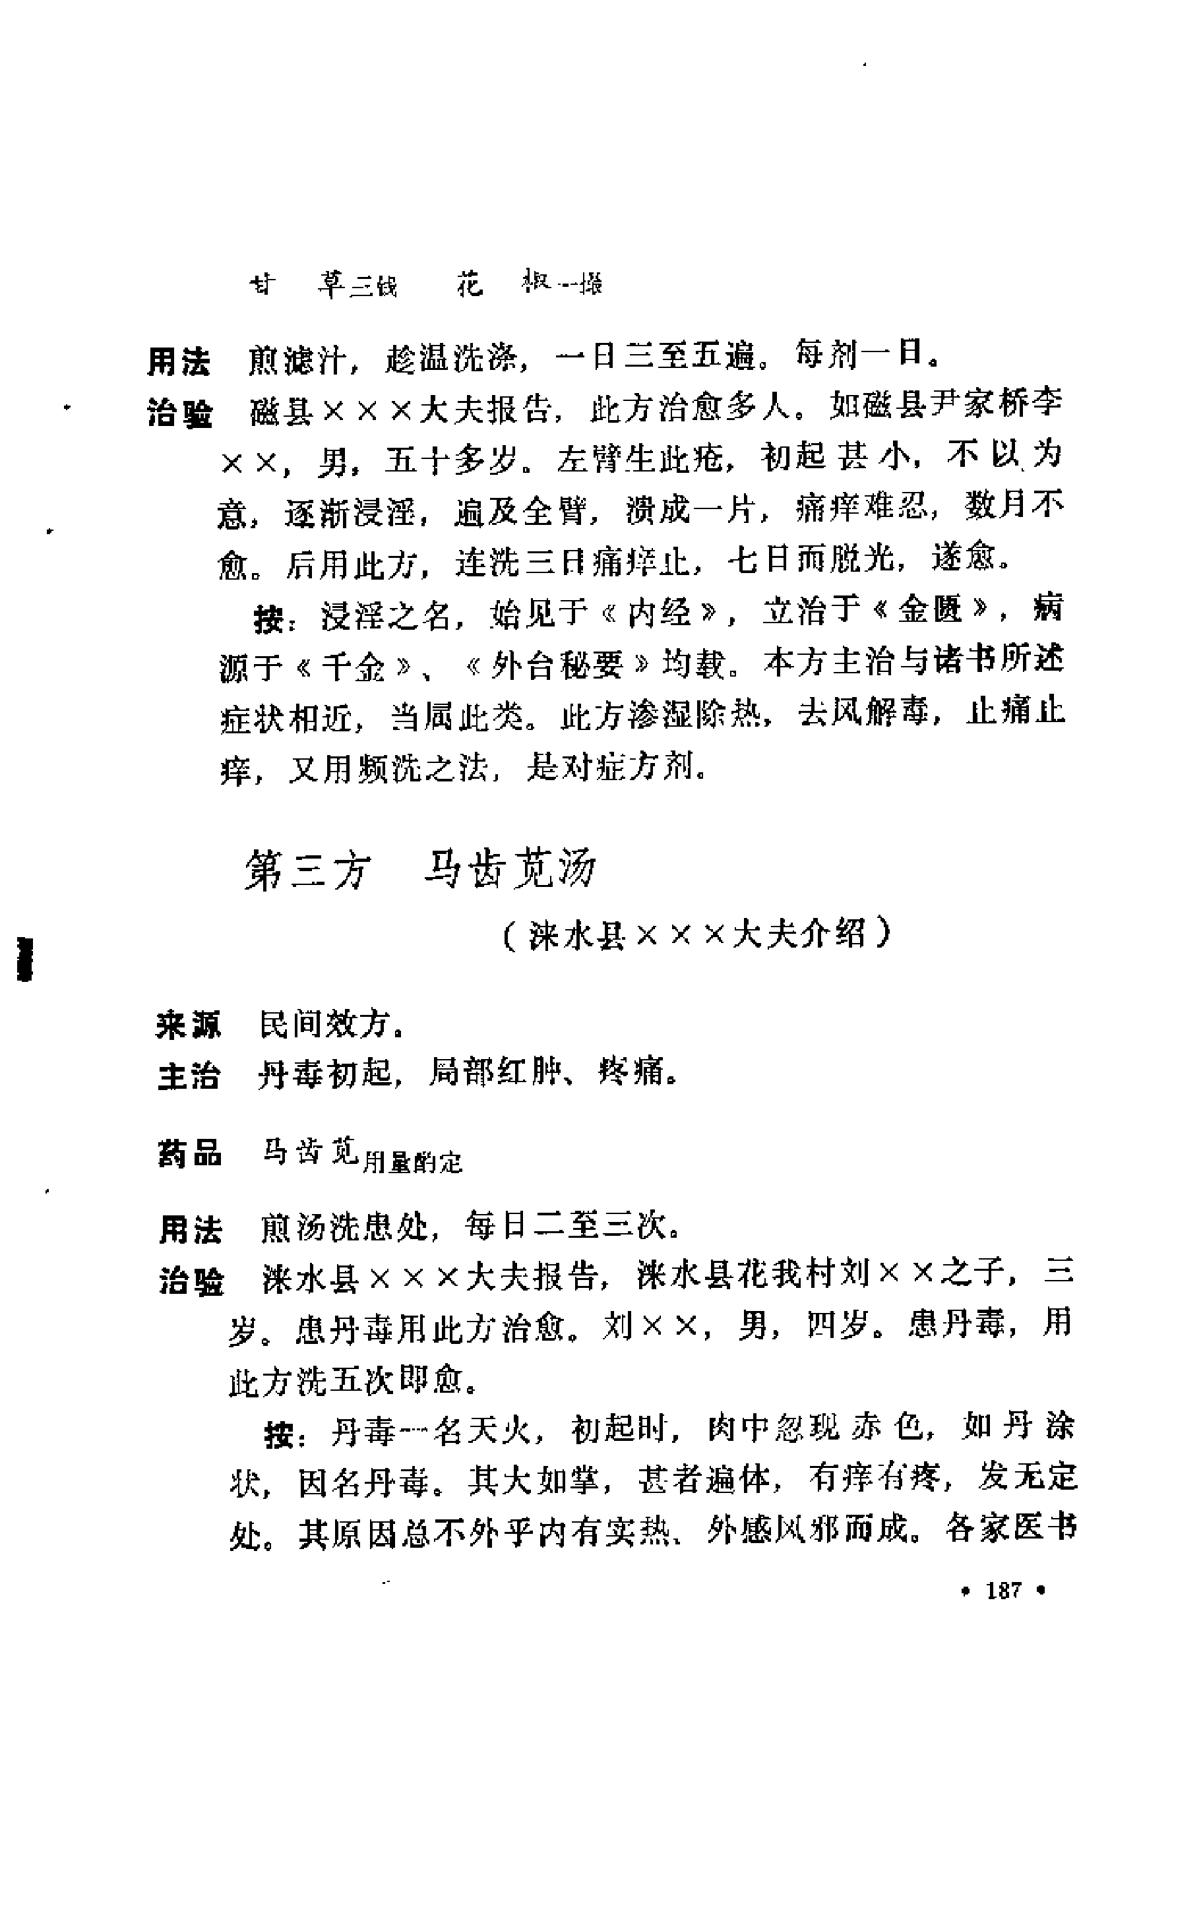 甘　草三钱　花　椒一撮
用法　煎滤汁，趁温洗涤，一日三至五遍。每剂一日。
治验　磁县×××大夫报告，此方治愈多人。如磁县尹家桥李
××，男，五十多岁。左臂生此疮，初起甚小，不以为
意，逐渐浸淫，遍及全臂，溃成一片，痛痒难忍，数月不
愈。后用此方，连洗三日痛痒止，七日而脱光，遂愈。
按：浸淫之名，始见于《内经》，立治于《金匮》，病
源于《千金》、《外台秘要》均载。本方主治与诸书所述
症状相近，当属此类。此方渗湿除热，去风解毒，止痛止
痒，又用频洗之法，是对症方剂。
第三方　马齿苋汤
（涞水县×××大夫介绍）
来源　民间效方。
主治　丹毒初起，局部红肿、疼痛。
药品　马齿苋用量酌定
用法　煎汤洗患处，每日二至三次。
治验　涞水县×××大夫报告，涞水县花我村刘××之子，三
岁。患丹毒用此方治愈。刘××，男，四岁。患丹毒，用
此方洗五次即愈。
按：丹毒一名天火，初起时，肉中忽现赤色，如丹涂
状，因名丹毒。其大如掌，甚者遍体，有痒有疼，发无定
处。其原因总不外乎内有实热、外感风邪而成。各家医书
• 187 •